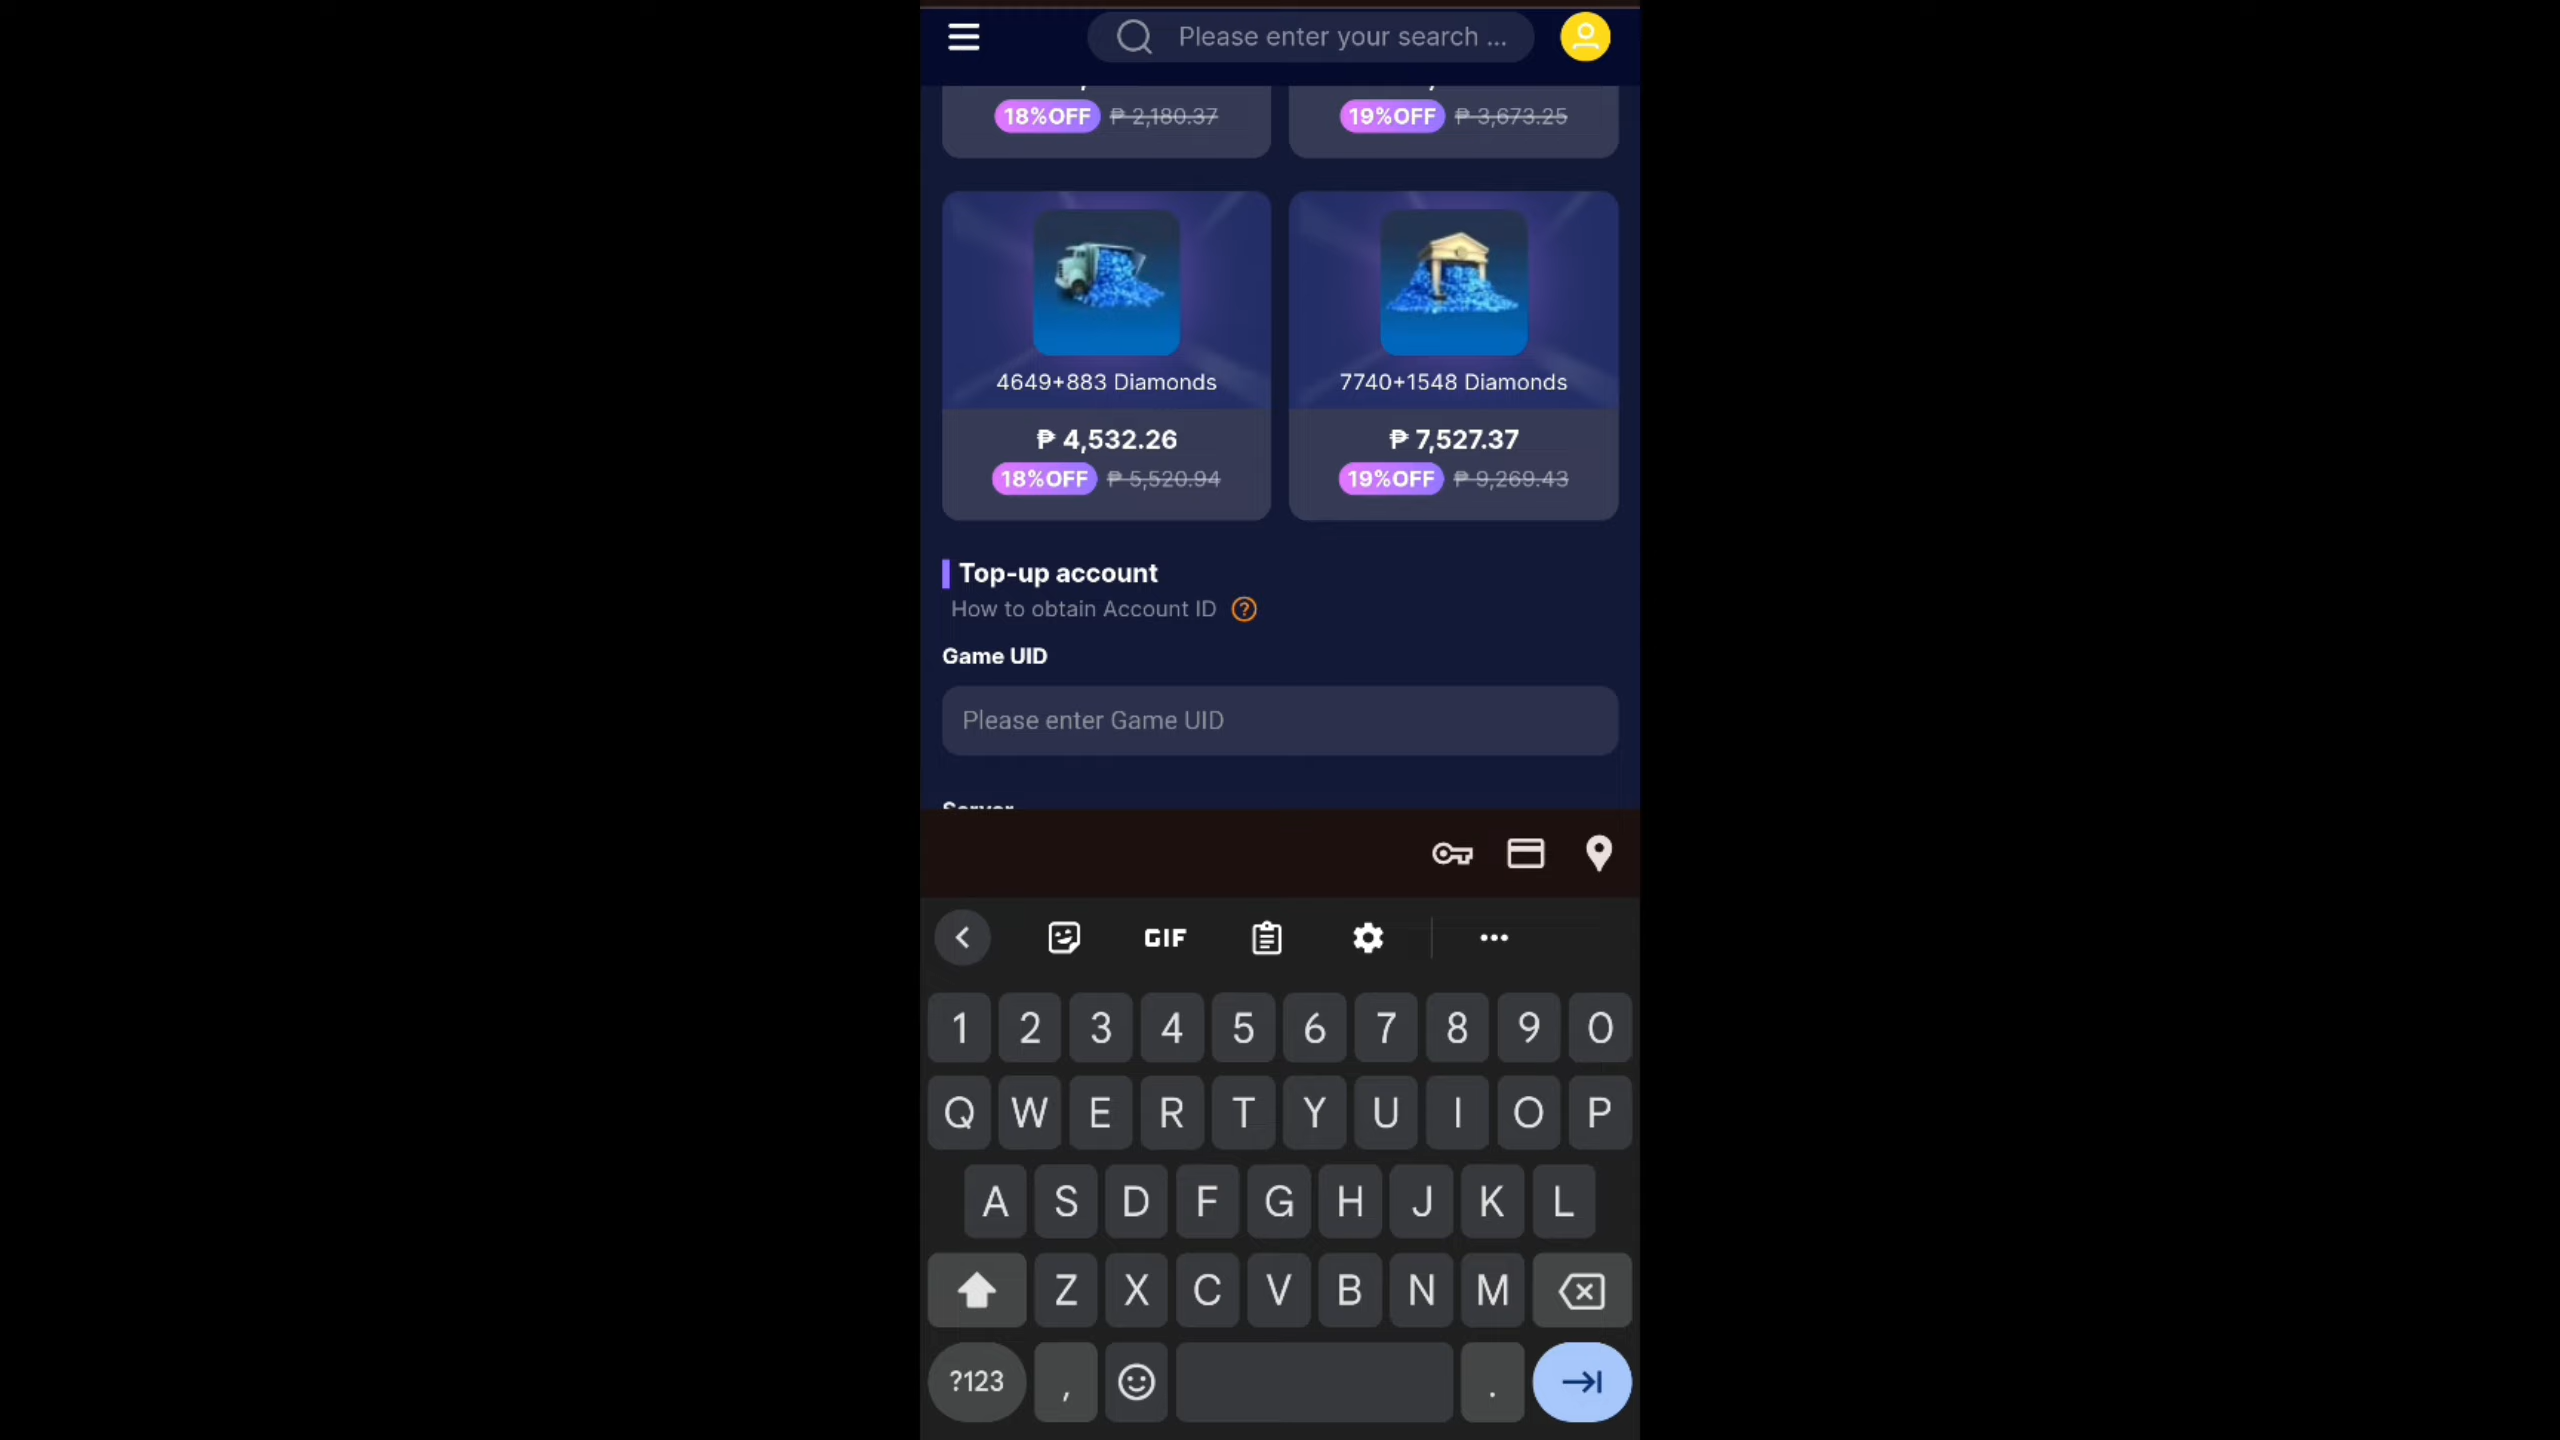 Please enter your search ...
18%OFF ₱ 2,180.37
19%OFF ₱ 3,673.25
4649+883 Diamonds
₱ 4,532.26
18%OFF ₱ 5,520.94
7740+1548 Diamonds
₱ 7,527.37
19%OFF ₱ 9,269.43
Top-up account
How to obtain Account ID ?
Game UID
Please enter Game UID
Server
GIF
1 2 3 4 5 6 7 8 9 0
Q W E R T Y U I O P
A S D F G H J K L
Z X C V B N M
?123 , .